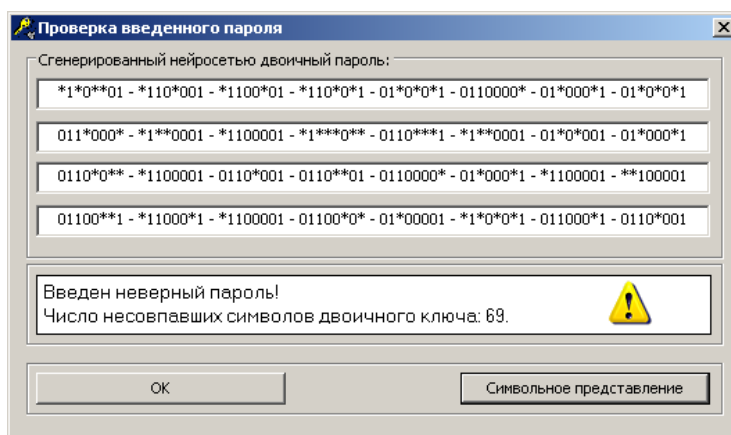 Проверка введенного пароля
Сгенерированный нейросетью двоичный пароль:
*1*0**01 - *110*001 - *1100*01 - *110*0*1 - 01*0*0*1 - 0110000* - 01*000*1 - 01*0*0*1
011*000* - *1**0001 - *1100001 - *1***0** - 0110***1 - *1**0001 - 01*0*001 - 01*000*1
0110*0** - *1100001 - 0110*001 - 0110**01 - 0110000* - 01*000*1 - *1100001 - **100001
01100**1 - *11000*1 - *1100001 - 01100*0* - 01*00001 - *1*0*0*1 - 011000*1 - 0110*001
Введен неверный пароль!
Число несовпавших символов двоичного ключа: 69.
OK
Символьное представление